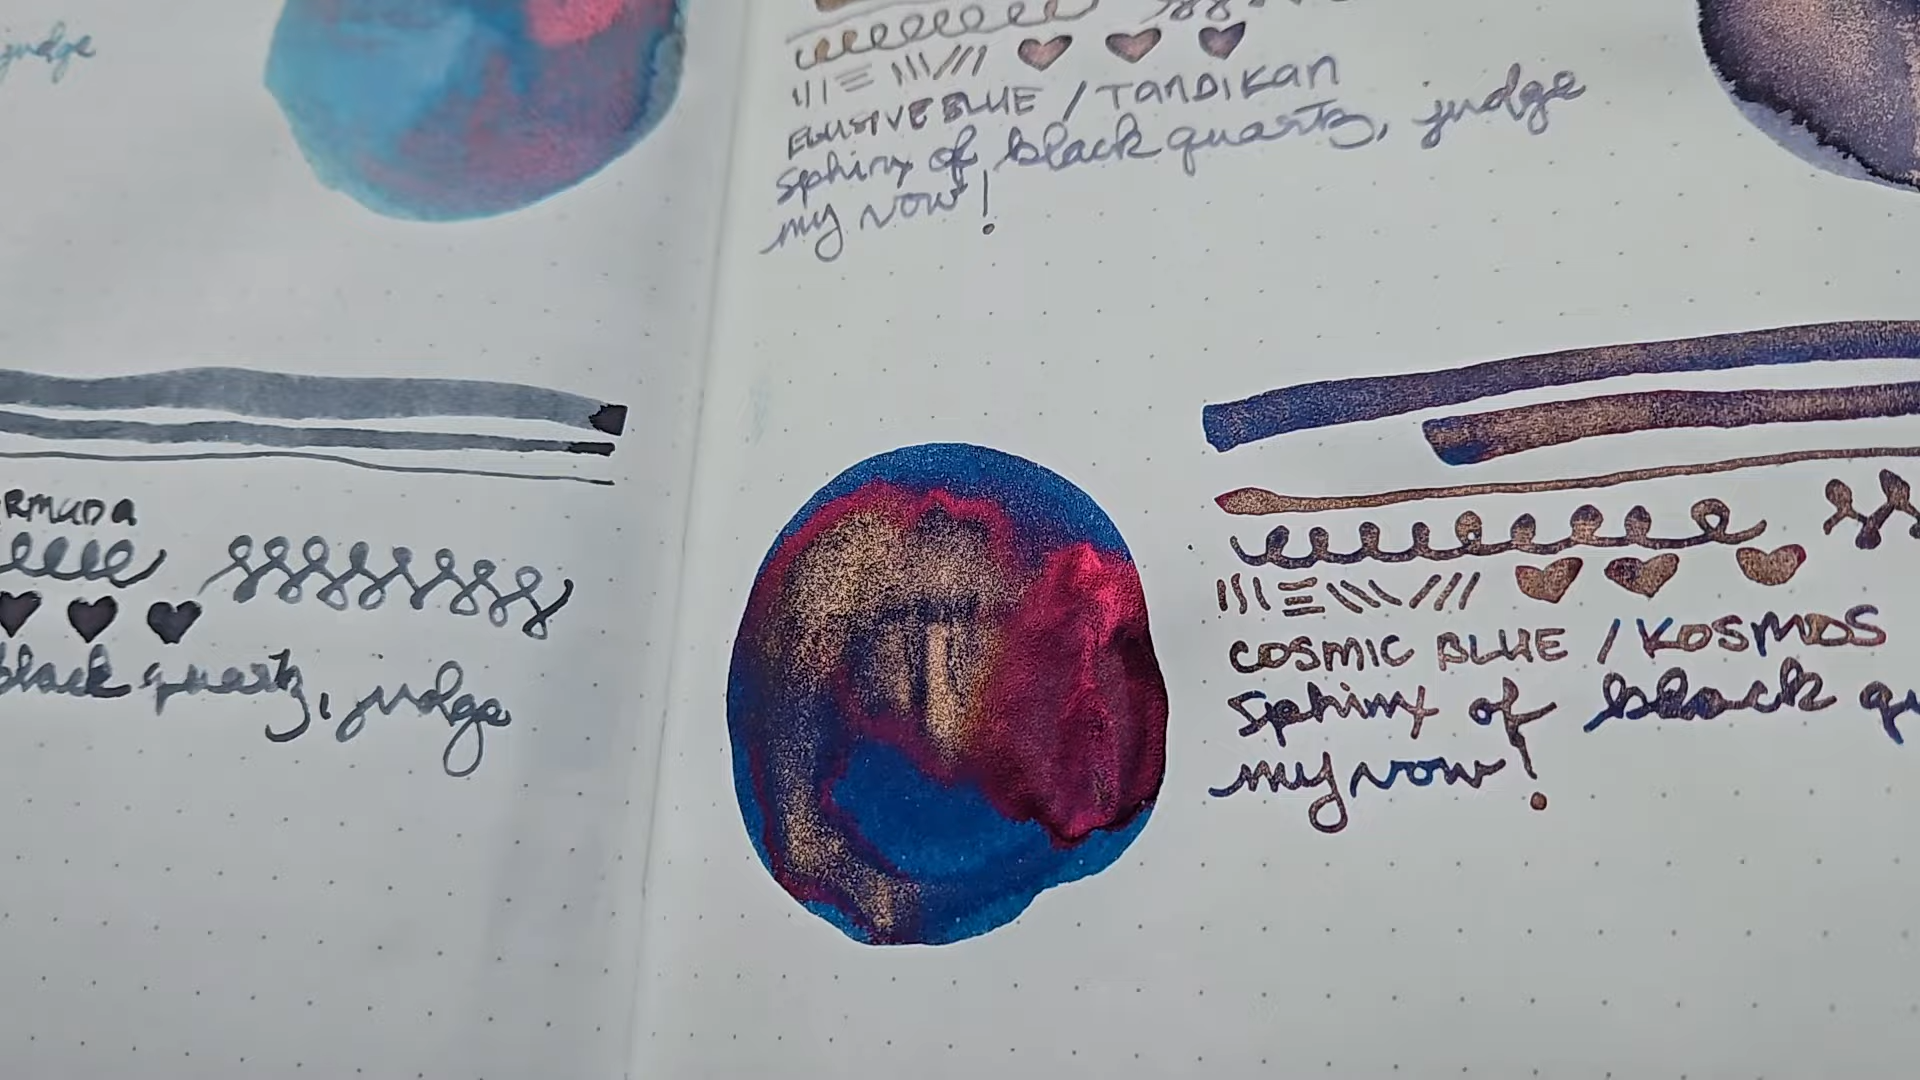 judge
ELUSIVE BLUE / TANDIKAN
Sphinx of black quartz, judge
my vow!
RMUDA
black quartz, judge
COSMIC BLUE / KOSMOS
Sphinx of black qu
my vow!